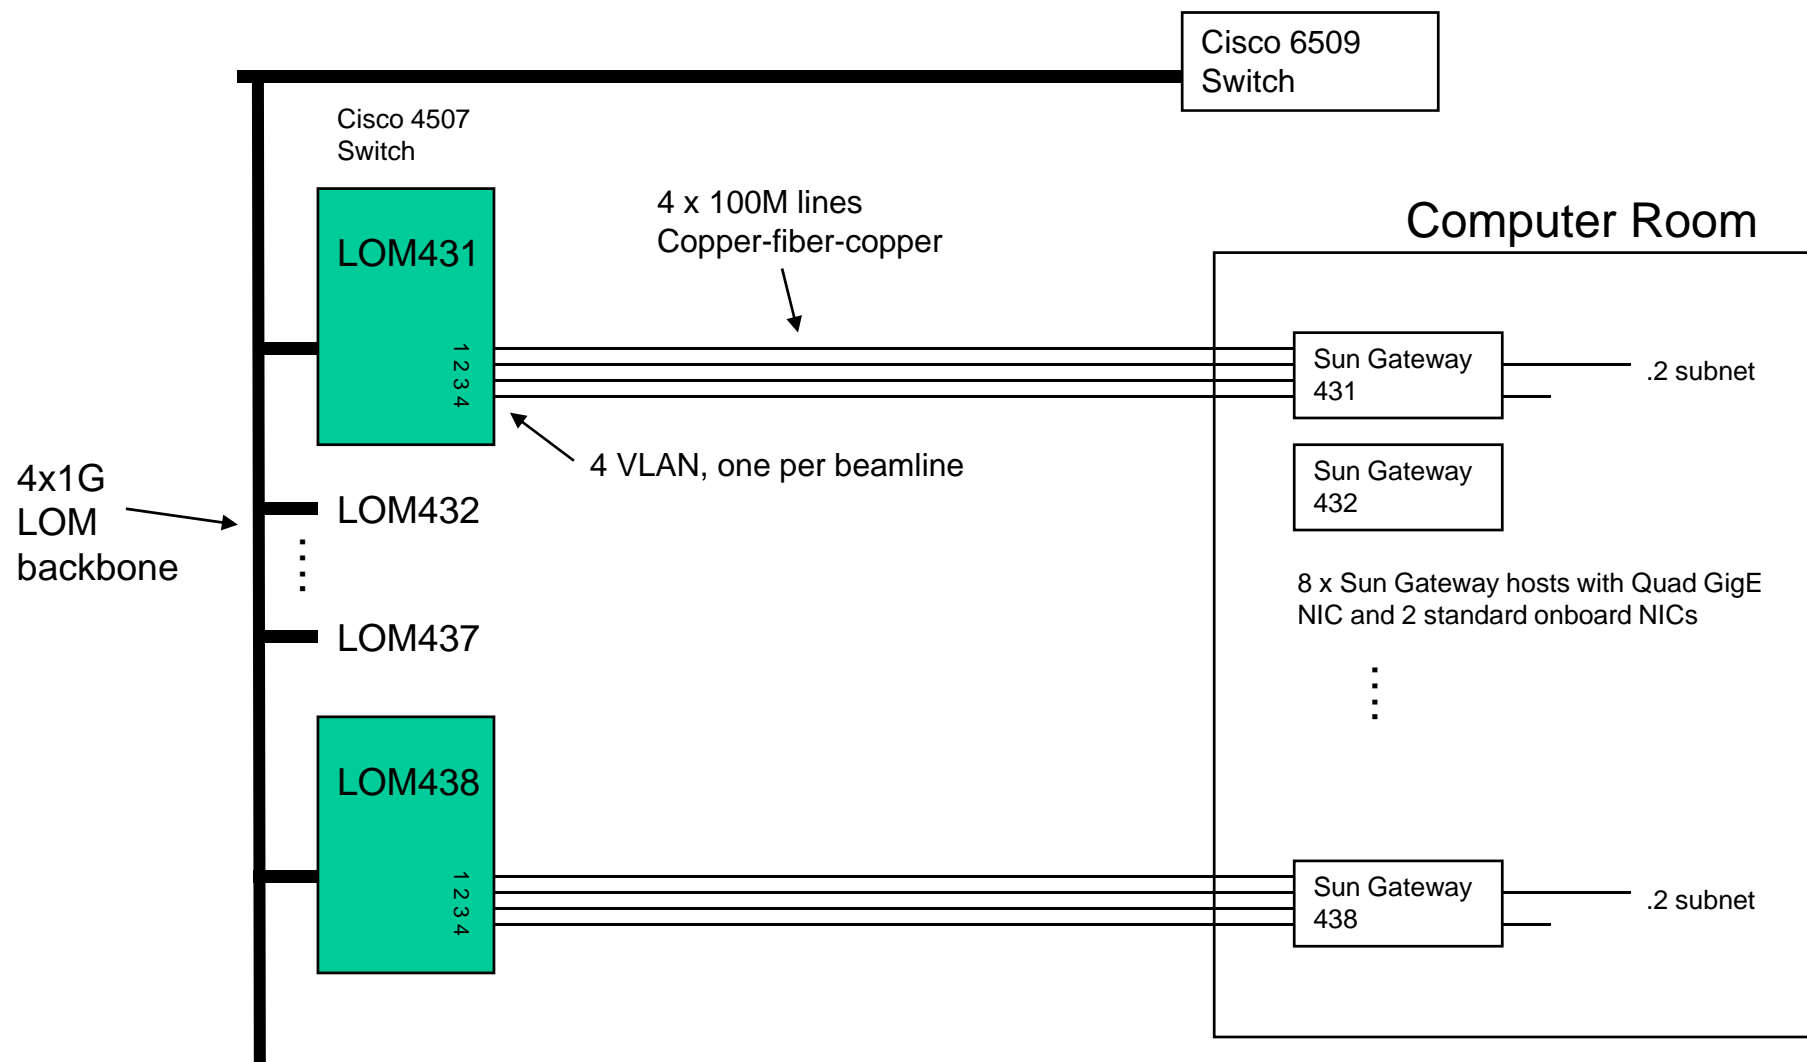 Cisco 6509
Switch
Cisco 4507
Switch
4 x 100M lines
Copper-fiber-copper
Computer Room
LOM431
1 2 3 4
Sun Gateway
431
.2 subnet
4 VLAN, one per beamline
Sun Gateway
432
4x1G
LOM
backbone
LOM432
8 x Sun Gateway hosts with Quad GigE
NIC and 2 standard onboard NICs
LOM437
LOM438
1 2 3 4
Sun Gateway
438
.2 subnet